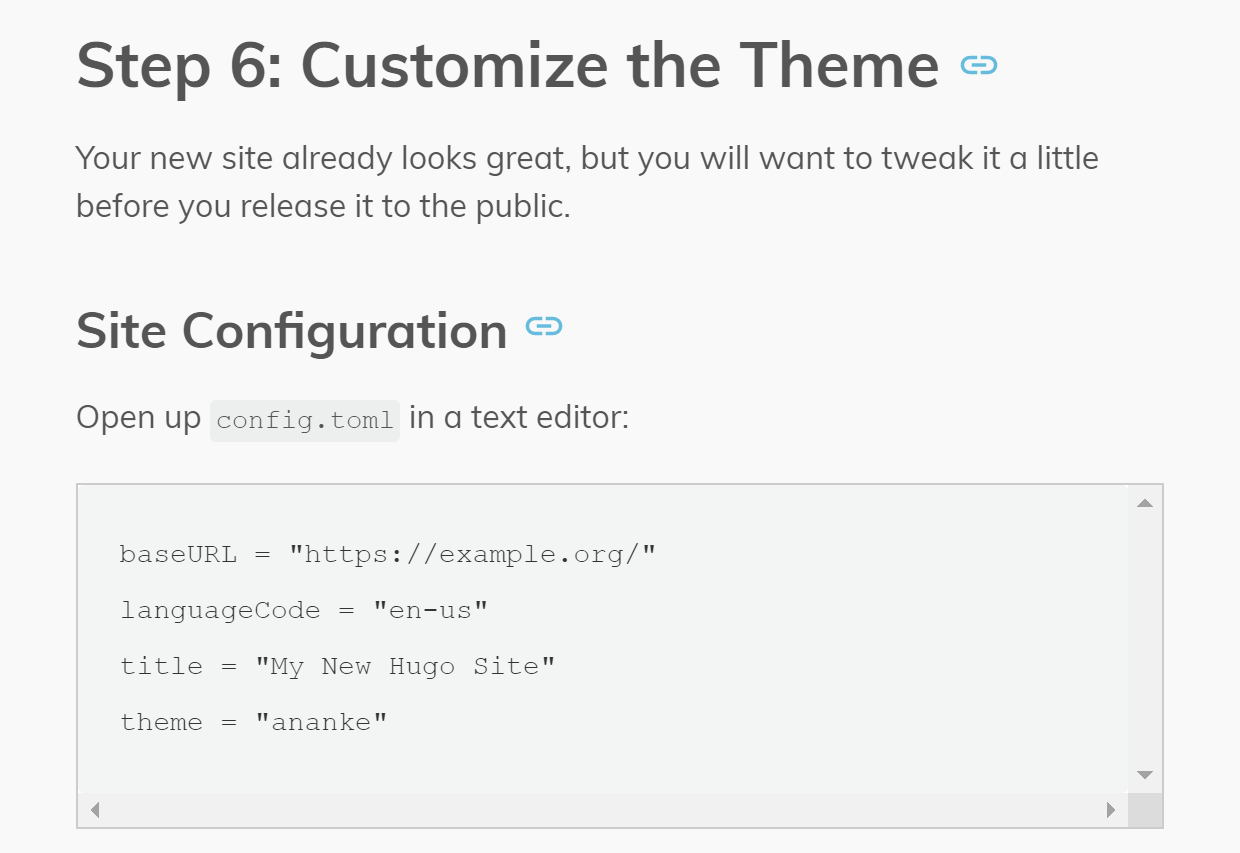 Step 6: Customize the Theme
Your new site already looks great, but you will want to tweak it a little
before you release it to the public.
Site Configuration
Open up config.toml in a text editor:
baseURL = "https://example.org/"
languageCode = "en-us"
title = "My New Hugo Site"
theme = "ananke"